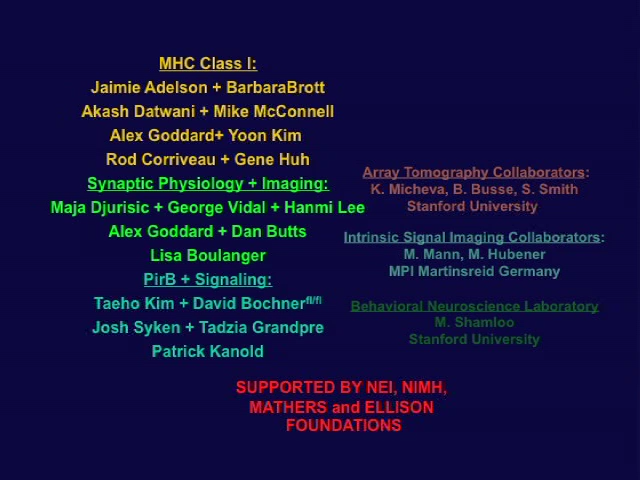 MHC Class I:
Jaimie Adelson + BarbaraBrott
Akash Datwani + Mike McConnell
Alex Goddard+ Yoon Kim
Rod Corriveau + Gene Huh
Synaptic Physiology + Imaging:
Maja Djurisic + George Vidal + Hanmi Lee
Alex Goddard + Dan Butts
Lisa Boulanger
PirB + Signaling:
Taeho Kim + David Bochnerfl/fl
Josh Syken + Tadzia Grandpre
Patrick Kanold
Array Tomography Collaborators:
K. Micheva, B. Busse, S. Smith
Stanford University
Intrinsic Signal Imaging Collaborators:
M. Mann, M. Hubener
MPI Martinsreid Germany
Behavioral Neuroscience Laboratory
M. Shamloo
Stanford University
SUPPORTED BY NEI, NIMH,
MATHERS and ELLISON
FOUNDATIONS